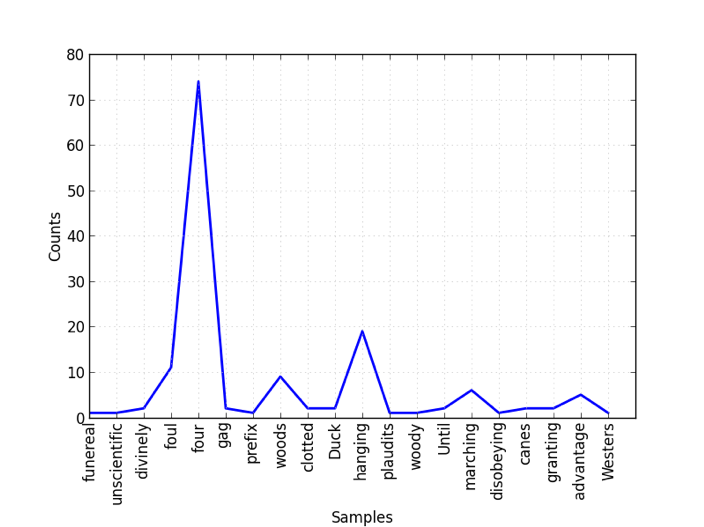 80
70
60
50
40
30
20
10
0
Counts
funereal
unscientific
divinely
foul
four
gag
prefix
woods
clotted
Duck
hanging
plaudits
woody
Until
marching
disobeying
canes
granting
advantage
Westers
Samples